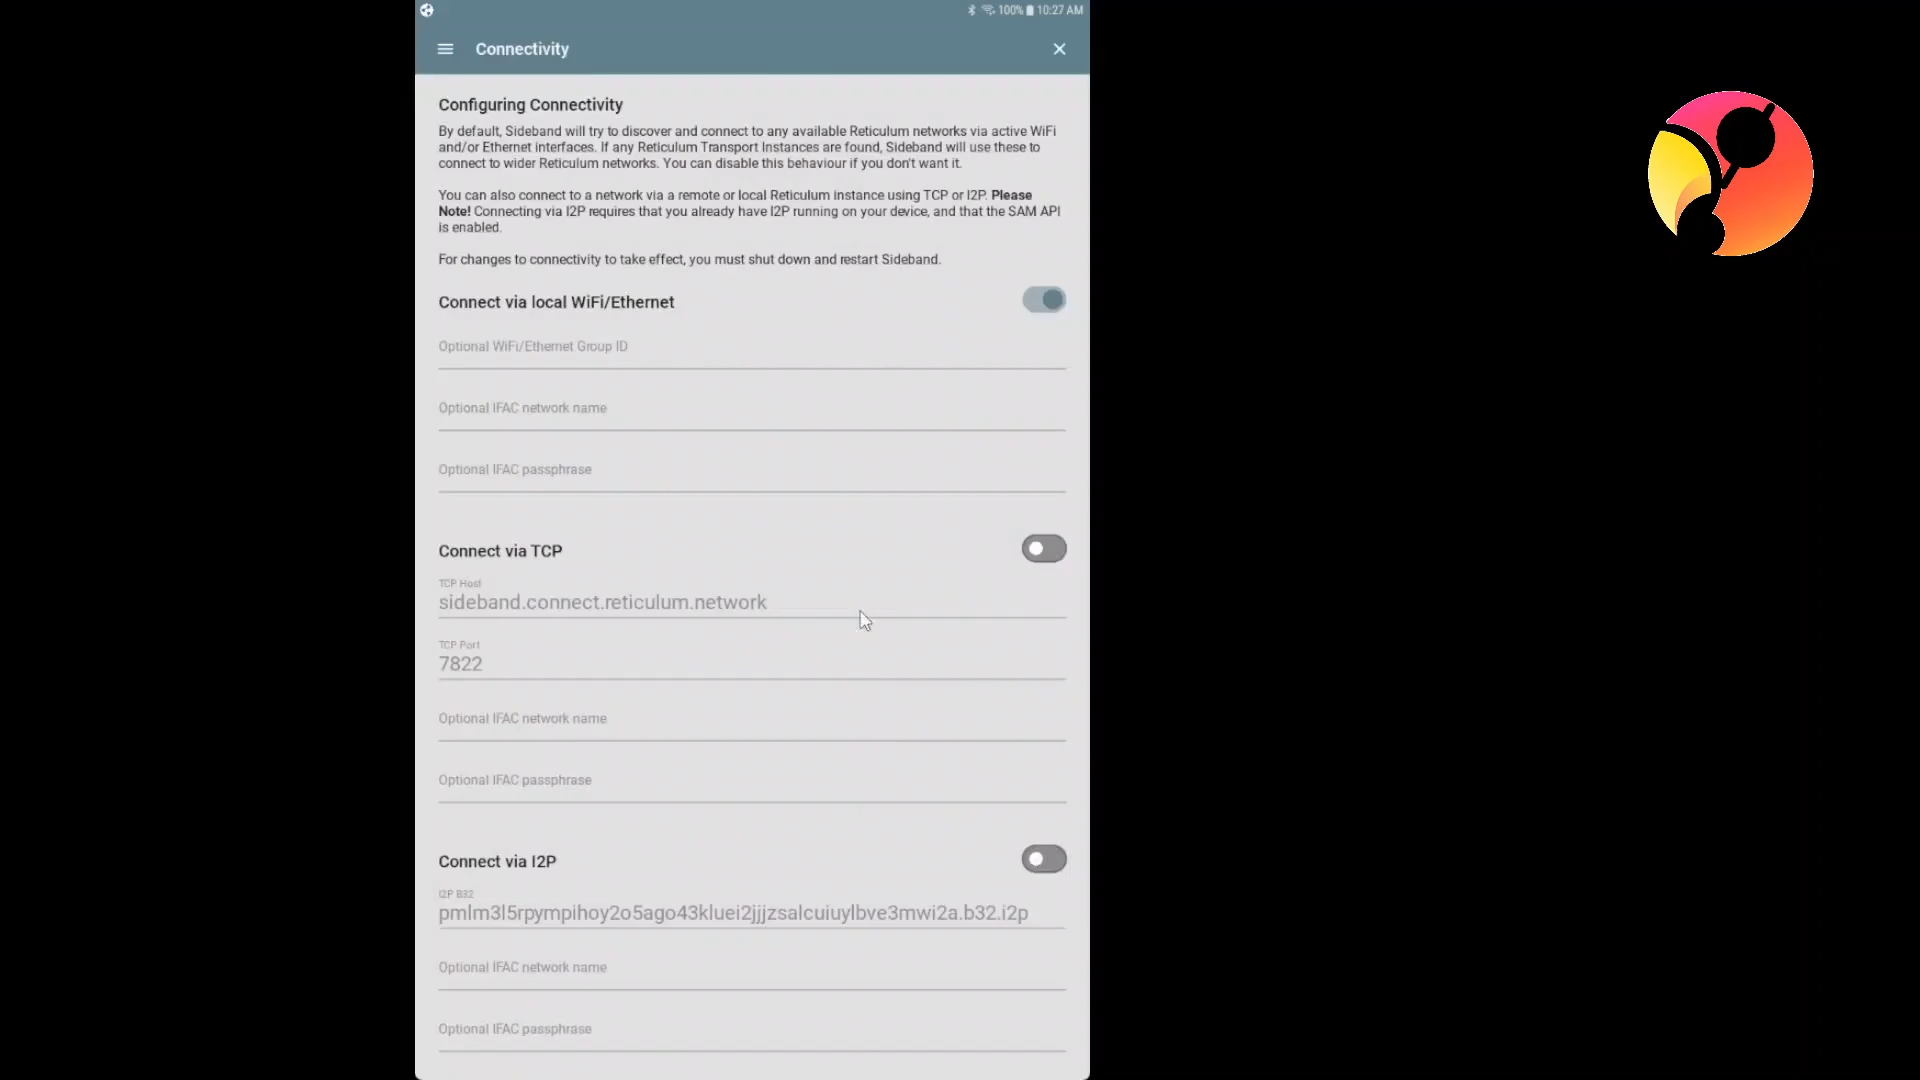 100% 10:27 AM
Connectivity
Configuring Connectivity
By default, Sideband will try to discover and connect to any available Reticulum networks via active WiFi
and/or Ethernet interfaces. If any Reticulum Transport Instances are found, Sideband will use these to
connect to wider Reticulum networks. You can disable this behaviour if you don't want it.
You can also connect to a network via a remote or local Reticulum instance using TCP or I2P. Please
Note! Connecting via I2P requires that you already have I2P running on your device, and that the SAM API
is enabled.
For changes to connectivity to take effect, you must shut down and restart Sideband.
Connect via local WiFi/Ethernet
Optional WiFi/Ethernet Group ID
Optional IFAC network name
Optional IFAC passphrase
Connect via TCP
TCP Host
sideband.connect.reticulum.network
TCP Port
7822
Optional IFAC network name
Optional IFAC passphrase
Connect via I2P
I2P B32
pmlm3l5rpympihoy2o5ago43kluei2jjjzsalcuiuylbve3mwi2a.b32.i2p
Optional IFAC network name
Optional IFAC passphrase